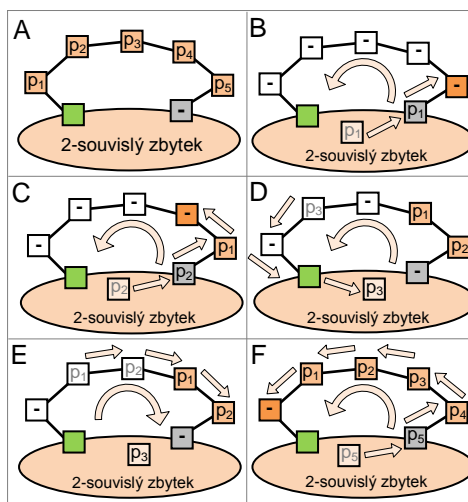 A
p₁
p₂
p₃
p₄
p₅
-
2-souvislý zbytek
B
-
-
-
-
-
p₁
p₁
2-souvislý zbytek
C
-
-
-
-
p₁
p₂
p₂
2-souvislý zbytek
D
p₃
-
p₁
-
p₂
p₃
-
2-souvislý zbytek
E
p₁
p₂
p₁
-
p₂
p₃
-
2-souvislý zbytek
F
p₁
p₂
p₃
-
p₄
p₅
p₅
2-souvislý zbytek